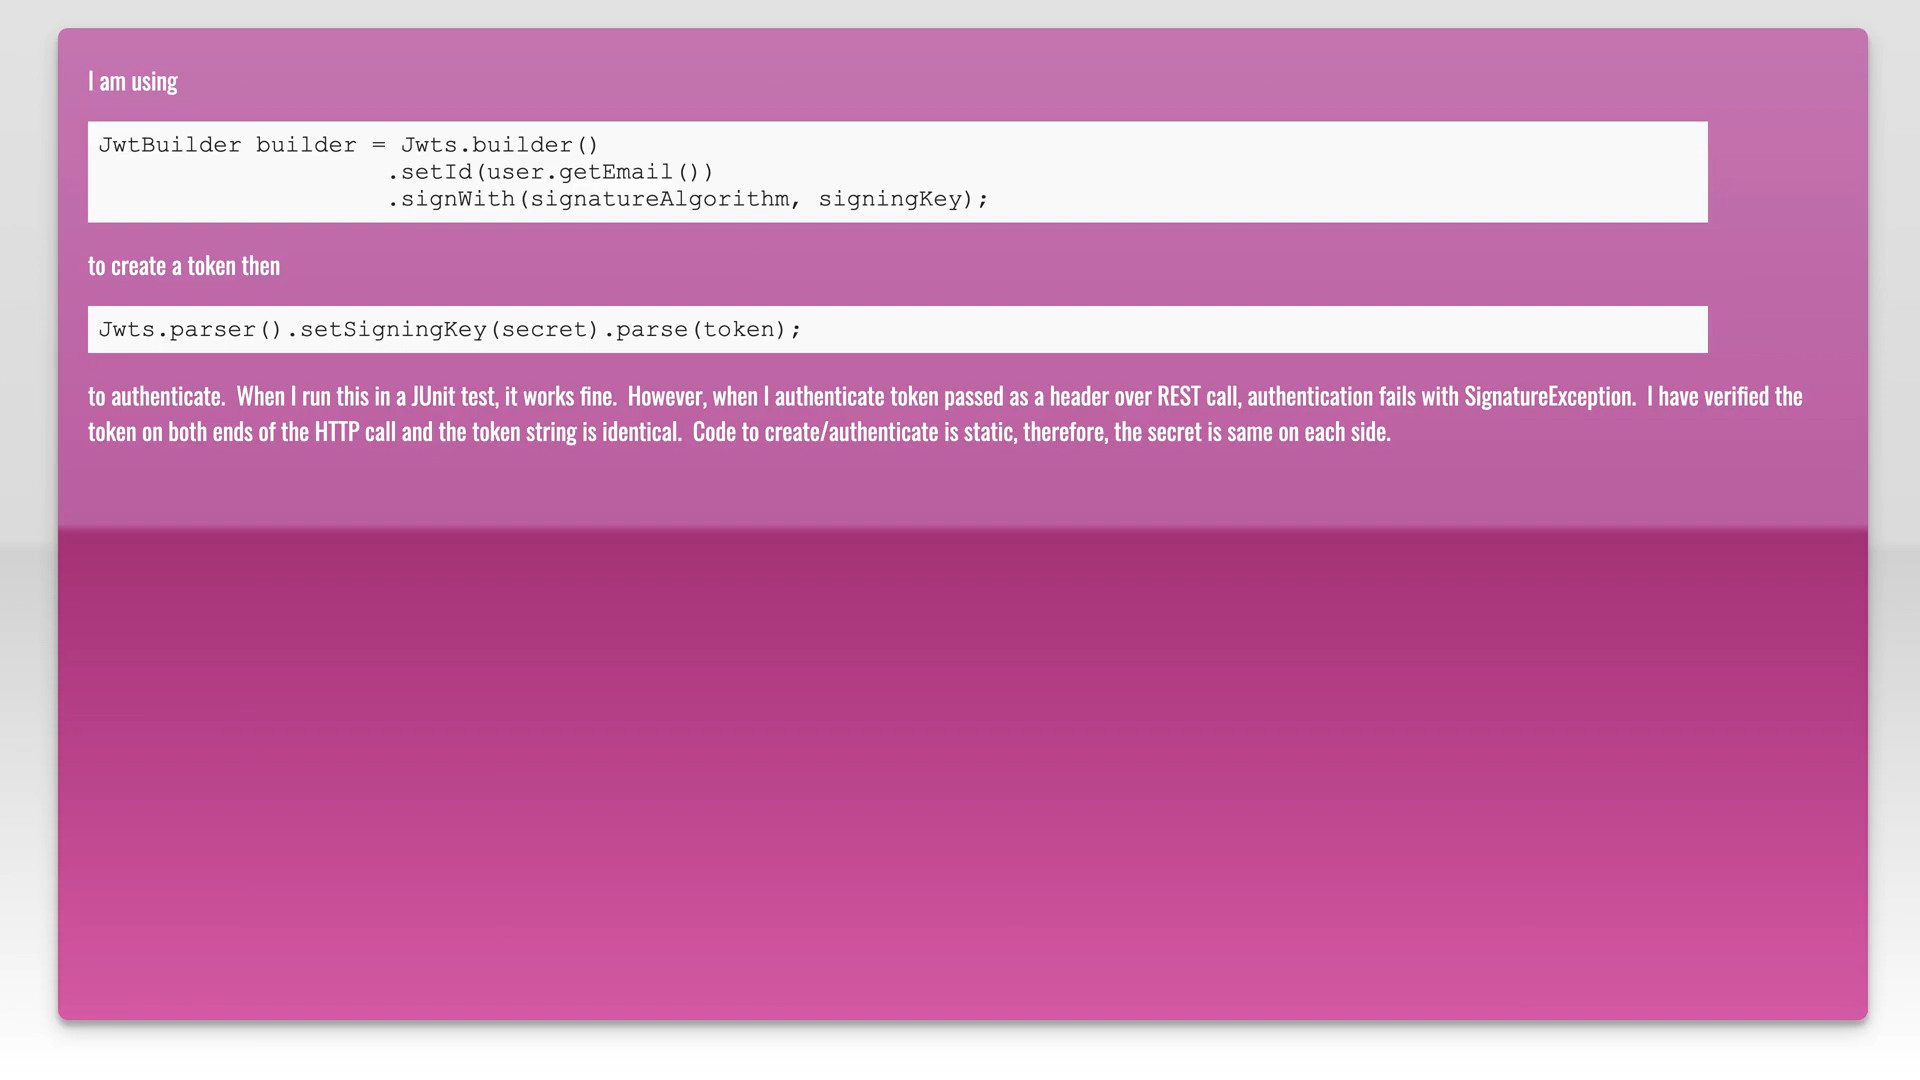 I am using
JwtBuilder builder = Jwts.builder()
                    .setId(user.getEmail())
                    .signWith(signatureAlgorithm, signingKey);
to create a token then
Jwts.parser().setSigningKey(secret).parse(token);
to authenticate.  When I run this in a JUnit test, it works fine.  However, when I authenticate token passed as a header over REST call, authentication fails with SignatureException.  I have verified the
token on both ends of the HTTP call and the token string is identical.  Code to create/authenticate is static, therefore, the secret is same on each side.